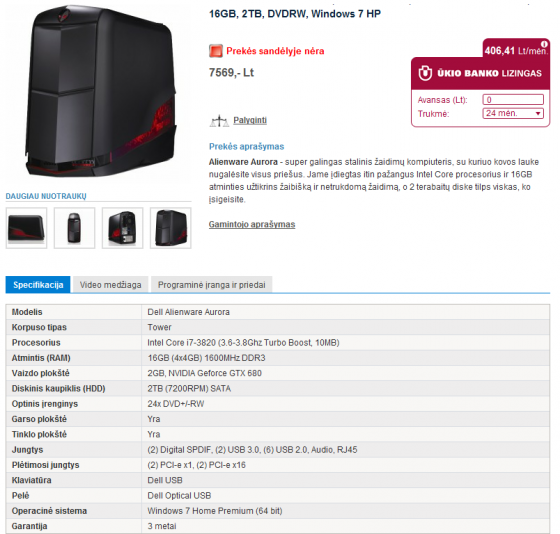 16GB, 2TB, DVDRW, Windows 7 HP
Prekės sandėlyje nėra
406,41 Lt/mėn.
7569,- Lt
ŪKIO BANKO LIZINGAS
Avansas (Lt): 0
Trukmė: 24 mėn.
Palyginti
Prekės aprašymas
Alienware Aurora - super galingas stalinis žaidimų kompiuteris, su kuriuo kovos lauke
nugalėsite visus priešus. Jame įdiegtas itin pažangus Intel Core procesorius ir 16GB
atminties užtikrins žaibišką ir netrukdomą žaidimą, o 2 terabaitų diske tilps viskas, ko
įsigeisite.
Gamintojo aprašymas
DAUGIAU NUOTRAUKŲ
Specifikacija Video medžiaga Programinė įranga ir priedai
Modelis Dell Alienware Aurora
Korpuso tipas Tower
Procesorius Intel Core i7-3820 (3.6-3.8Ghz Turbo Boost, 10MB)
Atmintis (RAM) 16GB (4x4GB) 1600MHz DDR3
Vaizdo plokštė 2GB, NVIDIA Geforce GTX 680
Diskinis kaupiklis (HDD) 2TB (7200RPM) SATA
Optinis įrenginys 24x DVD+/-RW
Garso plokštė Yra
Tinklo plokštė Yra
Jungtys (2) Digital SPDIF, (2) USB 3.0, (6) USB 2.0, Audio, RJ45
Plėtimosi jungtys (2) PCI-e x1, (2) PCI-e x16
Klaviatūra Dell USB
Pelė Dell Optical USB
Operacinė sistema Windows 7 Home Premium (64 bit)
Garantija 3 metai